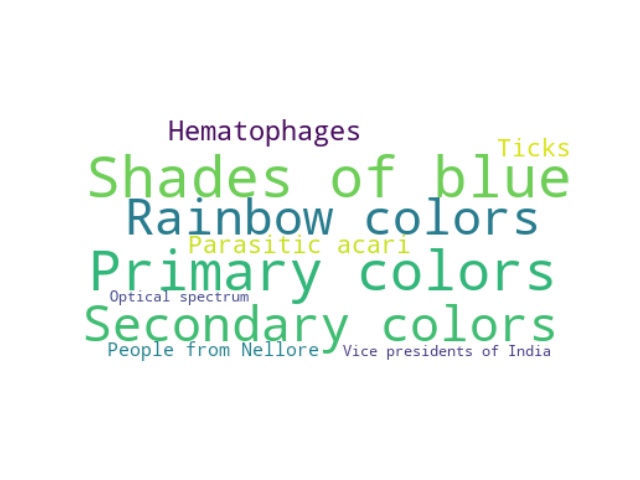 Hematophages
Ticks
Shades of blue
Rainbow colors
Parasitic acari
Primary colors
Optical spectrum
Secondary colors
People from Nellore
Vice presidents of India